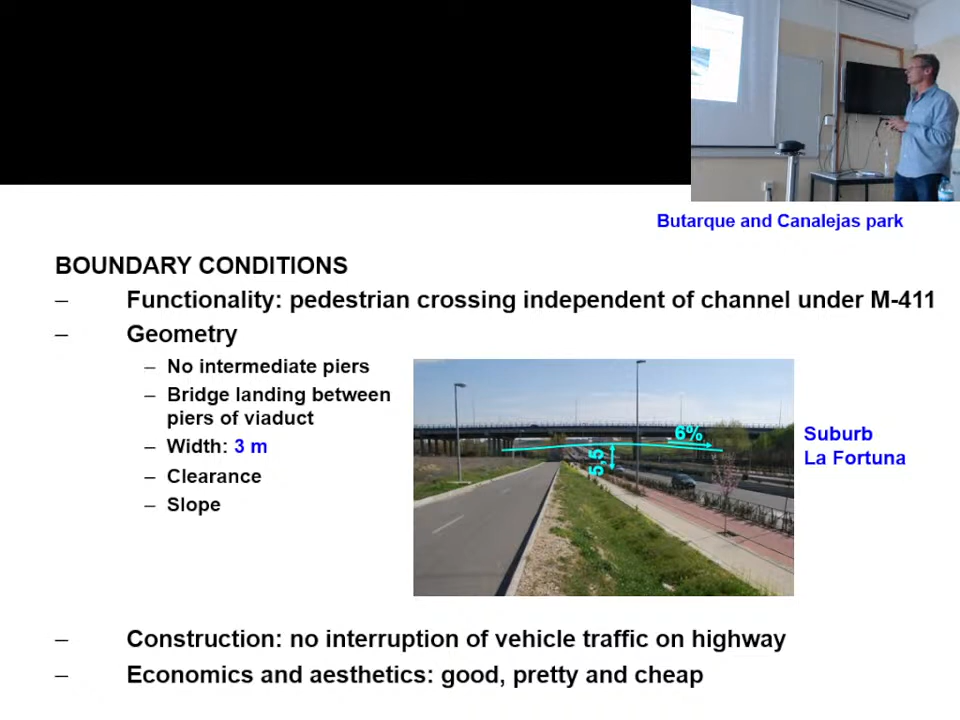 Butarque and Canalejas park
BOUNDARY CONDITIONS
– Functionality: pedestrian crossing independent of channel under M-411
– Geometry
– No intermediate piers
– Bridge landing between
piers of viaduct
– Width: 3 m
– Clearance
– Slope
6%
5,5
Suburb
La Fortuna
– Construction: no interruption of vehicle traffic on highway
– Economics and aesthetics: good, pretty and cheap